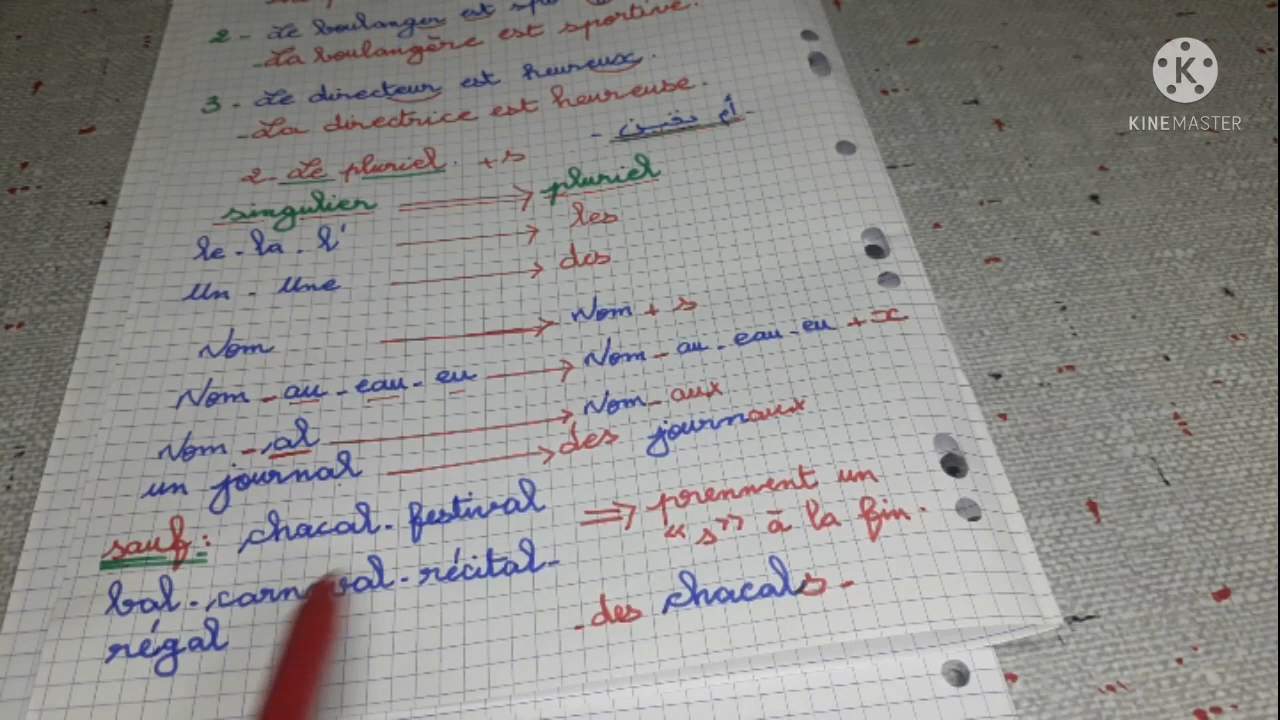 2 - Le boulanger est
- La boulangère est sportive.
3 - Le directeur est heureux.
- La directrice est heureuse.
2 - Le pluriel. + s
singulier pluriel
le - la - l' les
Un - Une des
Nom Nom + s
Nom - au - eau - eu Nom - au - eau - eu + x
Nom - al Nom - aux
un journal des journaux
sauf : chacal - festival
bal - carnaval - récital -
régal
⇒ prennent un
"s" à la fin.
- des chacals -
KINEMASTER